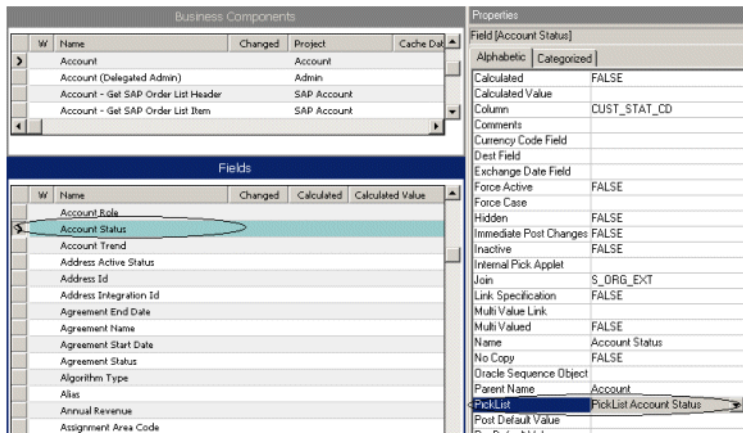 Business Components
W Name Changed Project Cache Dat
Account Account
Account (Delegated Admin) Admin
Account - Get SAP Order List Header SAP Account
Account - Get SAP Order List Item SAP Account
Fields
W Name Changed Calculated Calculated Value
Account Role
Account Status
Account Trend
Address Active Status
Address Id
Address Integration Id
Agreement End Date
Agreement Name
Agreement Start Date
Agreement Status
Algorithm Type
Alias
Annual Revenue
Assignment Area Code
Properties
Field [Account Status]
Alphabetic Categorized
Calculated FALSE
Calculated Value
Column CUST_STAT_CD
Comments
Currency Code Field
Dest Field
Exchange Date Field
Force Active FALSE
Force Case
Hidden FALSE
Immediate Post Changes FALSE
Inactive FALSE
Internal Pick Applet
Join S_ORG_EXT
Link Specification FALSE
Multi Value Link
Multi Valued FALSE
Name Account Status
No Copy FALSE
Oracle Sequence Object
Parent Name Account
PickList PickList Account Status
Post Default Value